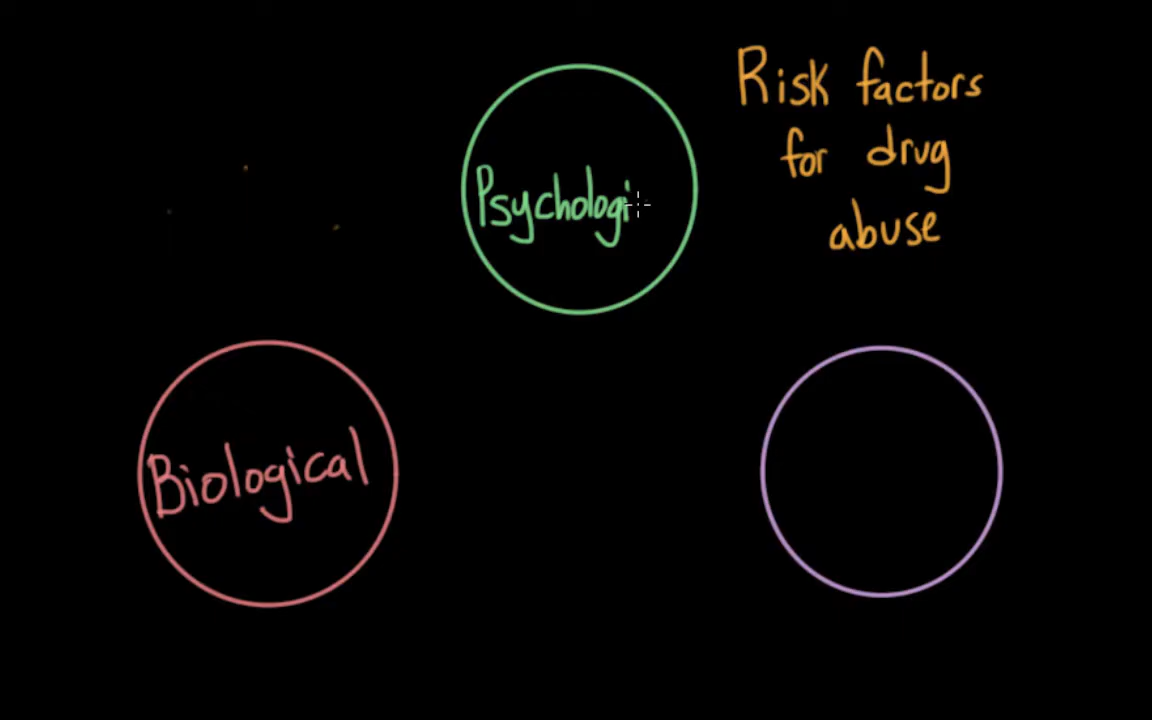 Risk factors
for drug
abuse
Psychologi
Biological